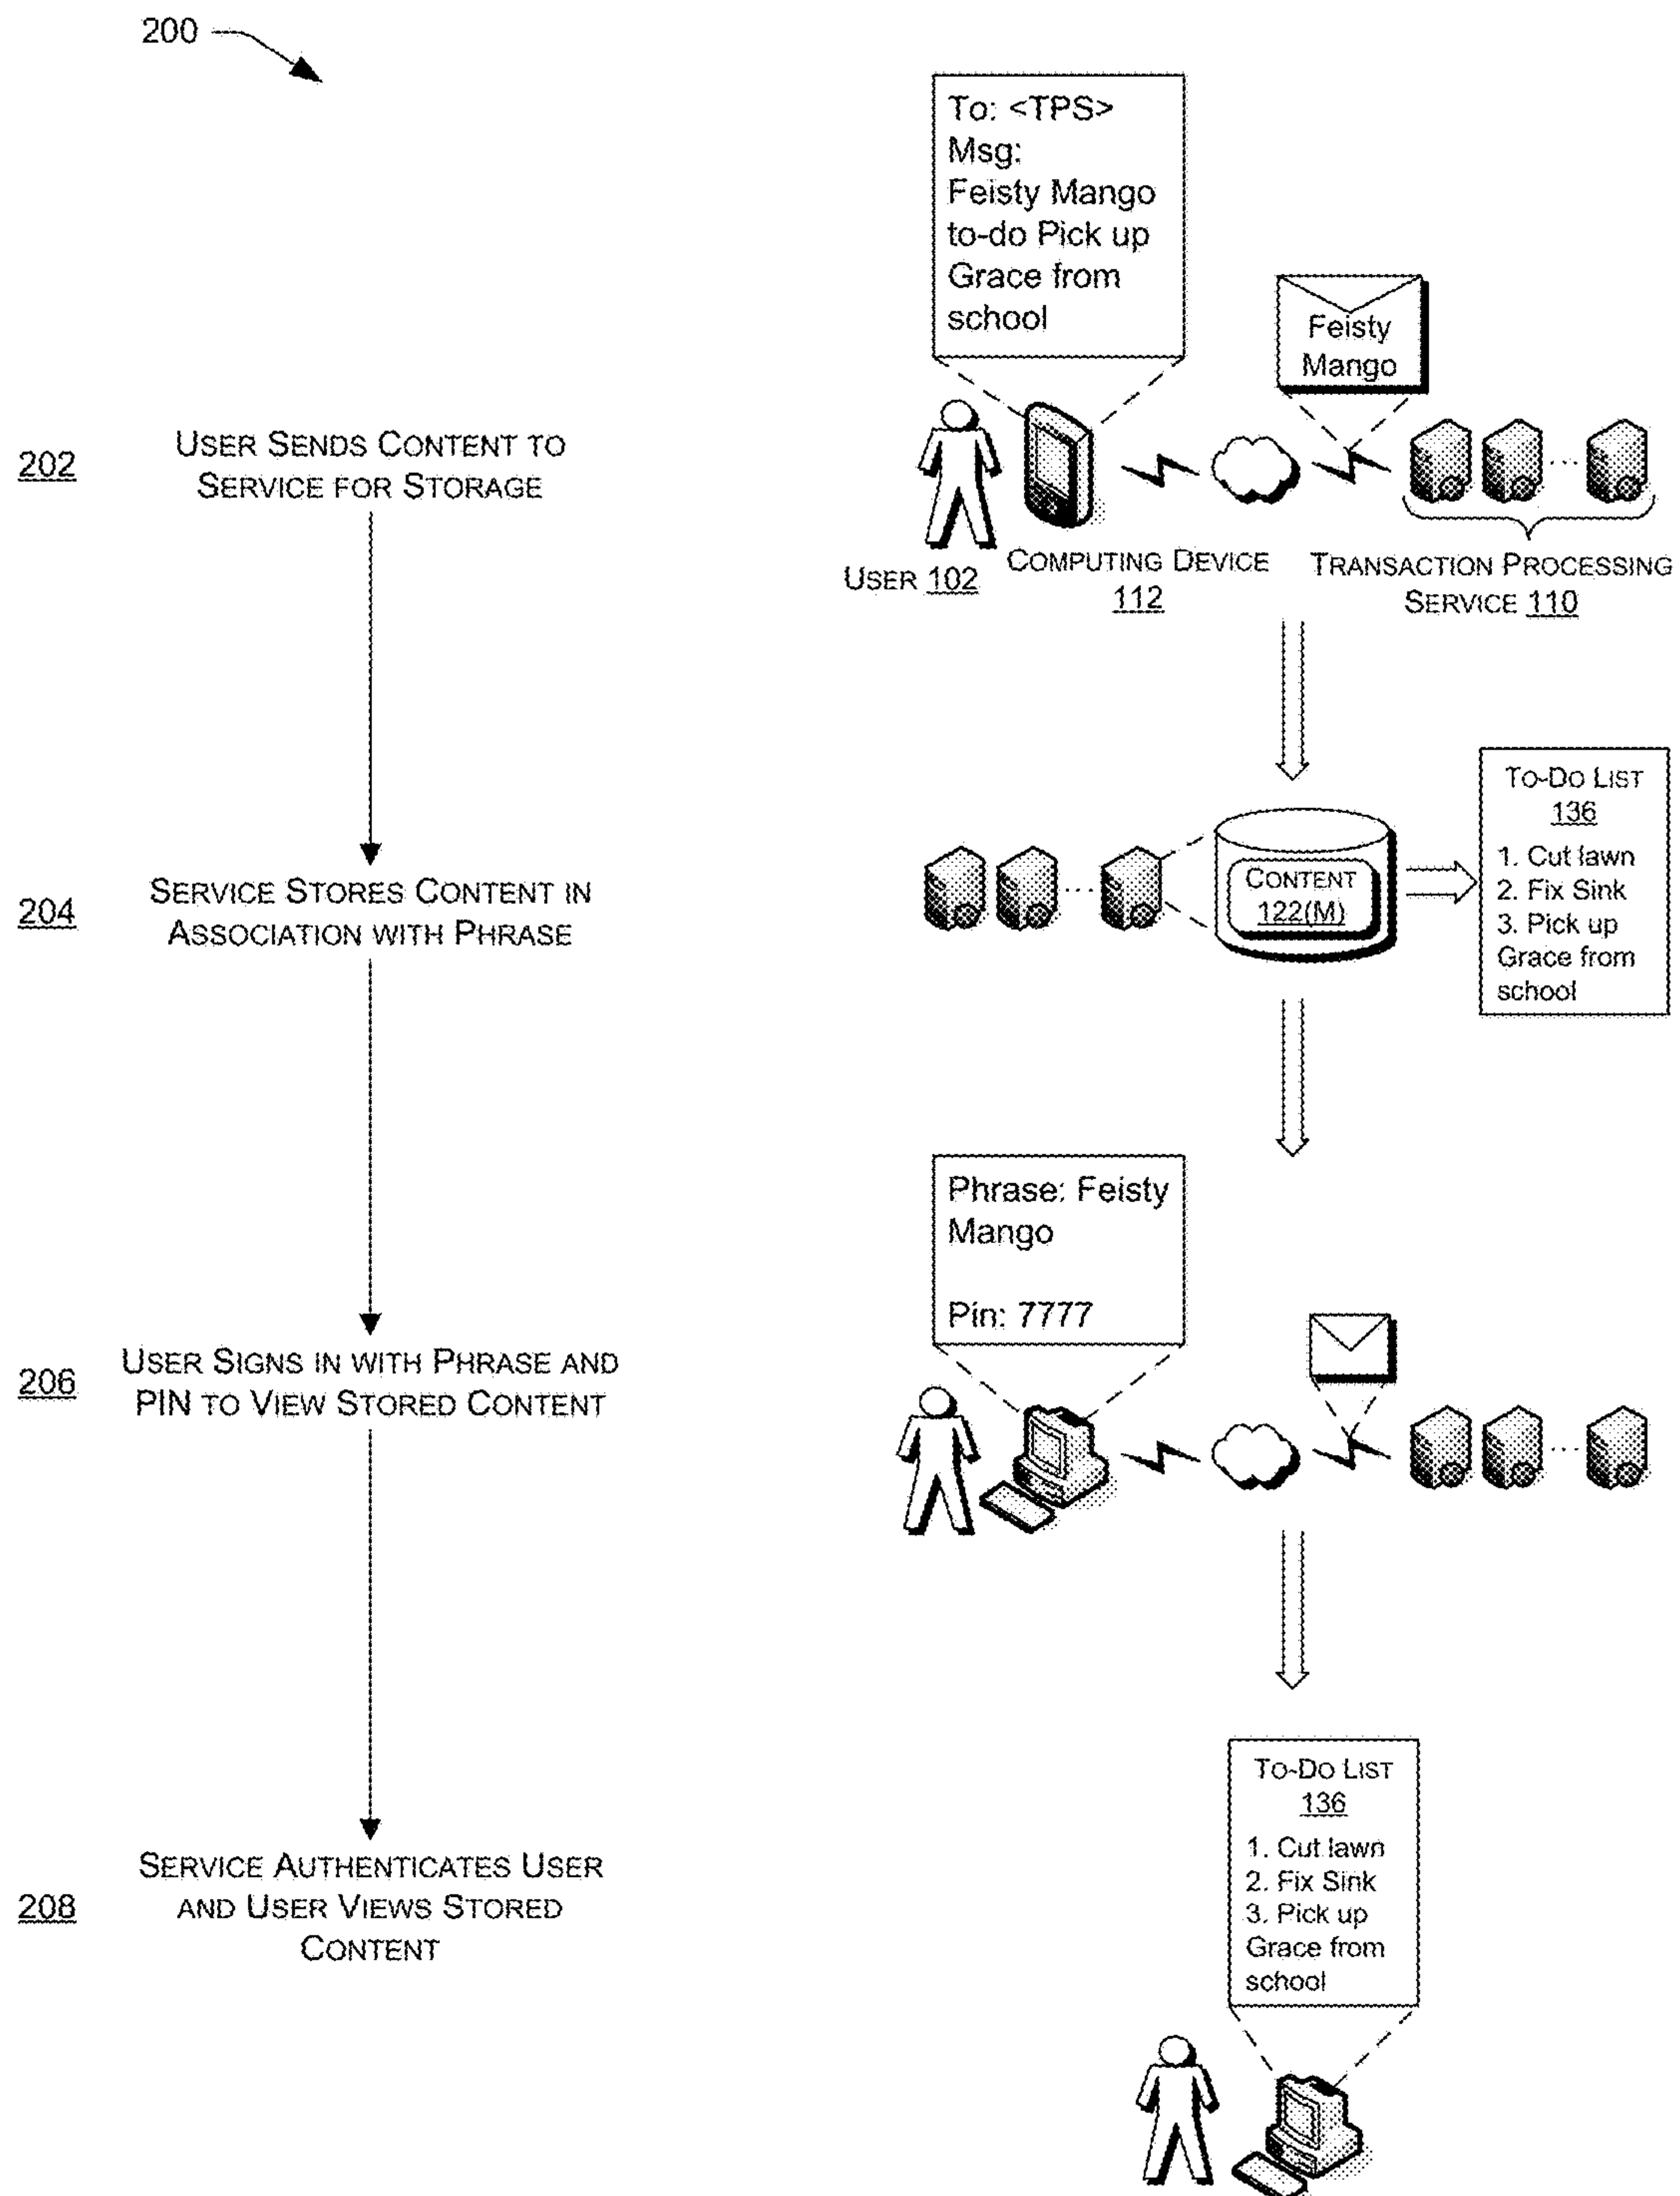 200
To: <TPS>
Msg:
Feisty Mango
to-do Pick up
Grace from
school
Feisty
Mango
202
USER SENDS CONTENT TO
SERVICE FOR STORAGE
USER 102
COMPUTING DEVICE
112
TRANSACTION PROCESSING
SERVICE 110
204
SERVICE STORES CONTENT IN
ASSOCIATION WITH PHRASE
CONTENT
122(M)
TO-DO LIST
136
1. Cut lawn
2. Fix Sink
3. Pick up
Grace from
school
206
USER SIGNS IN WITH PHRASE AND
PIN TO VIEW STORED CONTENT
Phrase: Feisty
Mango
Pin: 7777
208
SERVICE AUTHENTICATES USER
AND USER VIEWS STORED
CONTENT
TO-DO LIST
136
1. Cut lawn
2. Fix Sink
3. Pick up
Grace from
school